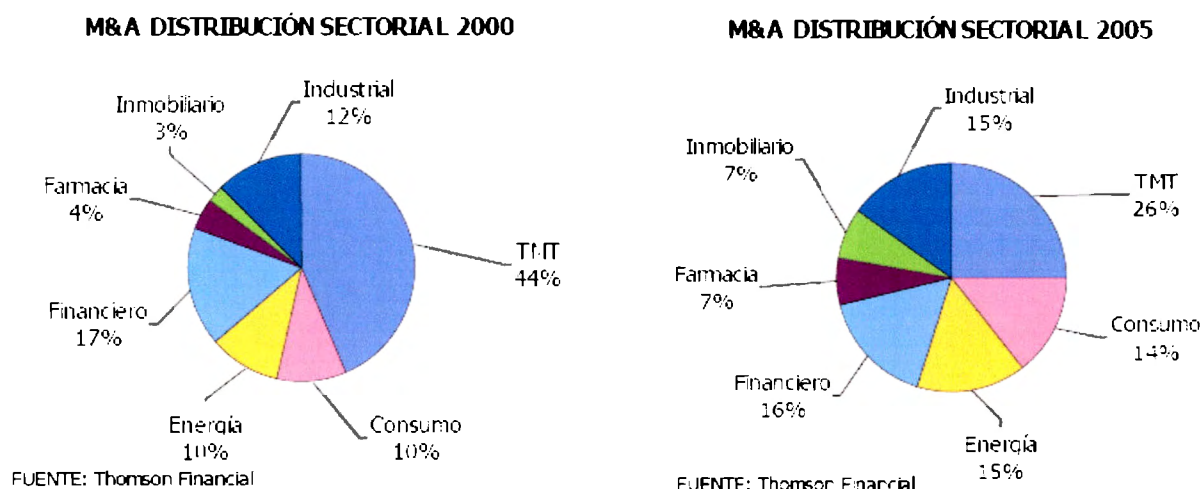 M&A DISTRIBUCIÓN SECTORIAL 2000
Industrial
12%
Inmobiliario
3%
Farmacia
4%
TMT
44%
Financiero
17%
Energía
10%
Consumo
10%
FUENTE: Thomson Financial
M&A DISTRIBUCIÓN SECTORIAL 2005
Industrial
15%
Inmobiliario
7%
TMT
26%
Farmacia
7%
Consumo
14%
Financiero
16%
Energía
15%
FUENTE: Thomson Financial